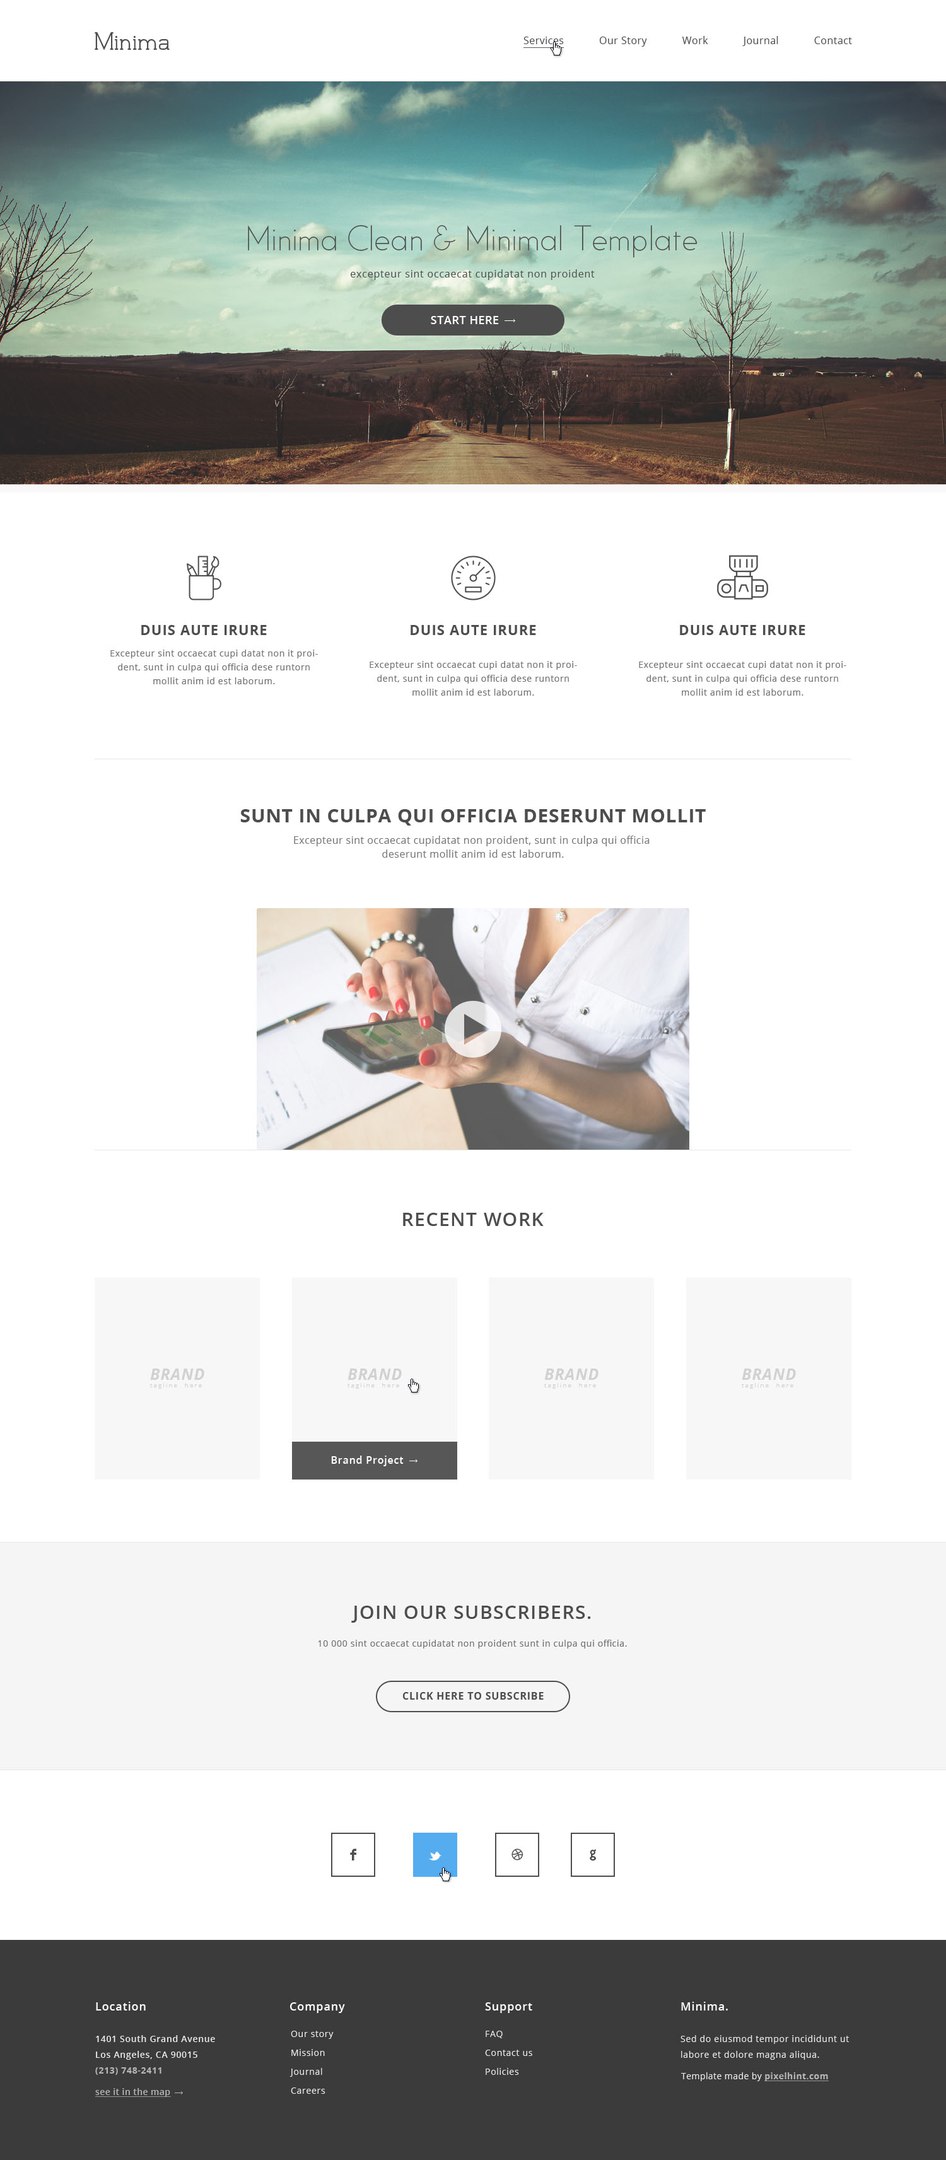 Minima
Services Our Story Work Journal Contact
Minima Clean & Minimal Template
excepteur sint occaecat cupidatat non proident
START HERE →
DUIS AUTE IRURE
Excepteur sint occaecat cupi datat non it proi-
dent, sunt in culpa qui officia dese runtorn
mollit anim id est laborum.
DUIS AUTE IRURE
Excepteur sint occaecat cupi datat non it proi-
dent, sunt in culpa qui officia dese runtorn
mollit anim id est laborum.
DUIS AUTE IRURE
Excepteur sint occaecat cupi datat non it proi-
dent, sunt in culpa qui officia dese runtorn
mollit anim id est laborum.
SUNT IN CULPA QUI OFFICIA DESERUNT MOLLIT
Excepteur sint occaecat cupidatat non proident, sunt in culpa qui officia
deserunt mollit anim id est laborum.
RECENT WORK
BRAND
tagline here
BRAND
tagline here
Brand Project →
BRAND
tagline here
BRAND
tagline here
JOIN OUR SUBSCRIBERS.
10 000 sint occaecat cupidatat non proident sunt in culpa qui officia.
CLICK HERE TO SUBSCRIBE
f
g
Location
1401 South Grand Avenue
Los Angeles, CA 90015
(213) 748-2411
see it in the map →
Company
Our story
Mission
Journal
Careers
Support
FAQ
Contact us
Policies
Minima.
Sed do eiusmod tempor incididunt ut
labore et dolore magna aliqua.
Template made by pixelhint.com